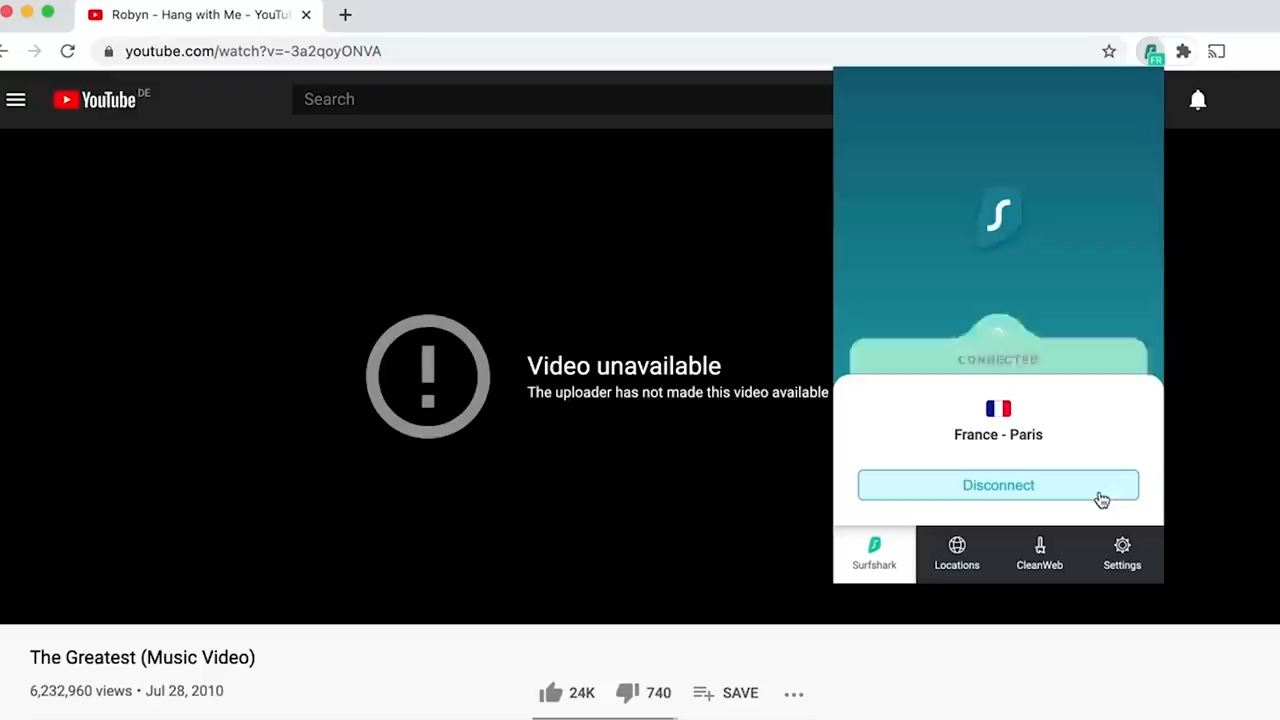 Robyn - Hang with Me - YouTu
youtube.com/watch?v=-3a2qoyONVA
FR
YouTube DE
Search
Video unavailable
The uploader has not made this video available
CONNECTED
France - Paris
Disconnect
Surfshark
Locations
CleanWeb
Settings
The Greatest (Music Video)
6,232,960 views • Jul 28, 2010
24K
740
SAVE